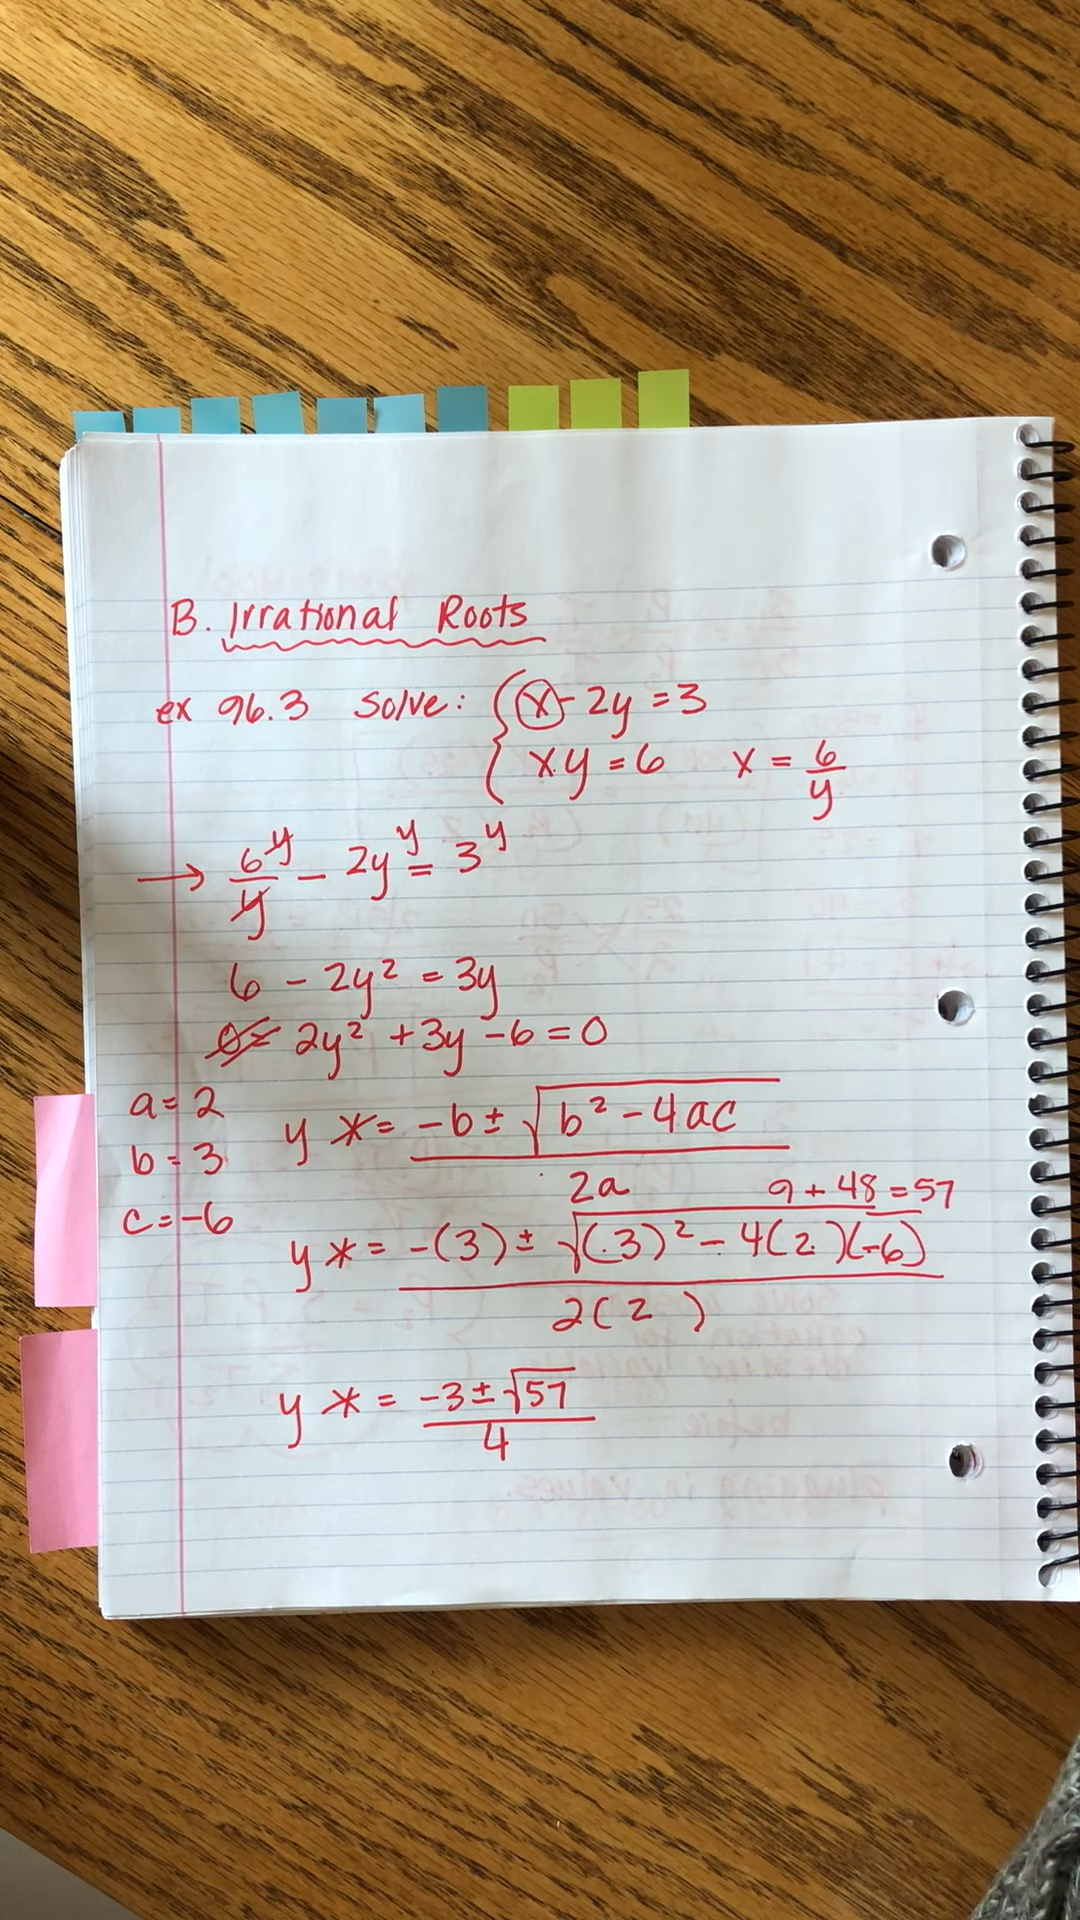 B. Irrational Roots
ex 96.3 Solve: { x - 2y = 3
xy = 6 x = 6/y
→ 6y/y - 2y y = 3 y
6 - 2y² = 3y
2y² + 3y - 6 = 0
a = 2
b = 3
c = -6
y = -b ± √b² - 4ac
2a 9 + 48 = 57
y = -(3) ± √(3)² - 4(2)(-6)
2(2)
y = -3 ± √57
4